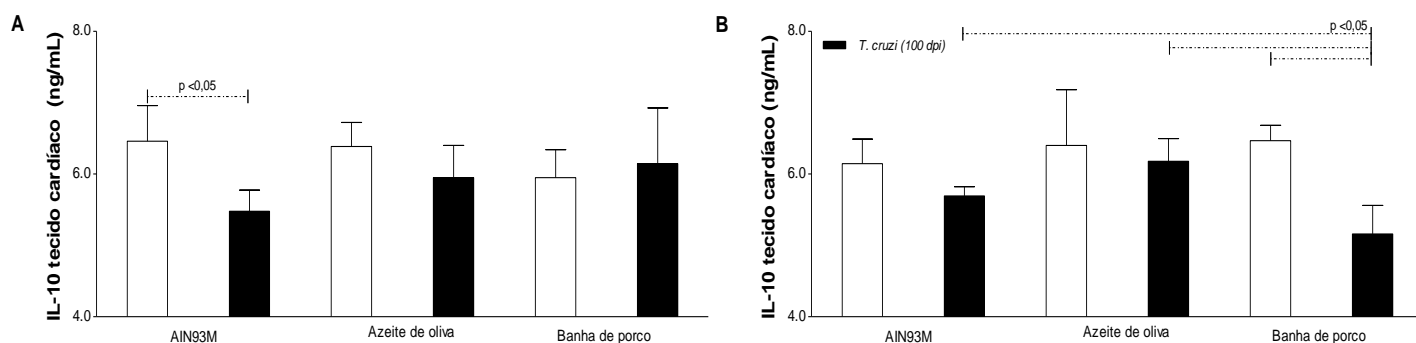 A
8.0
6.0
4.0
IL-10 tecido cardíaco (ng/mL)
p <0,05
AIN93M
Azeite de oliva
Banha de porco
B
8.0
6.0
4.0
IL-10 tecido cardíaco (ng/mL)
T. cruzi (100 dpi)
p <0,05
AIN93M
Azeite de oliva
Banha de porco